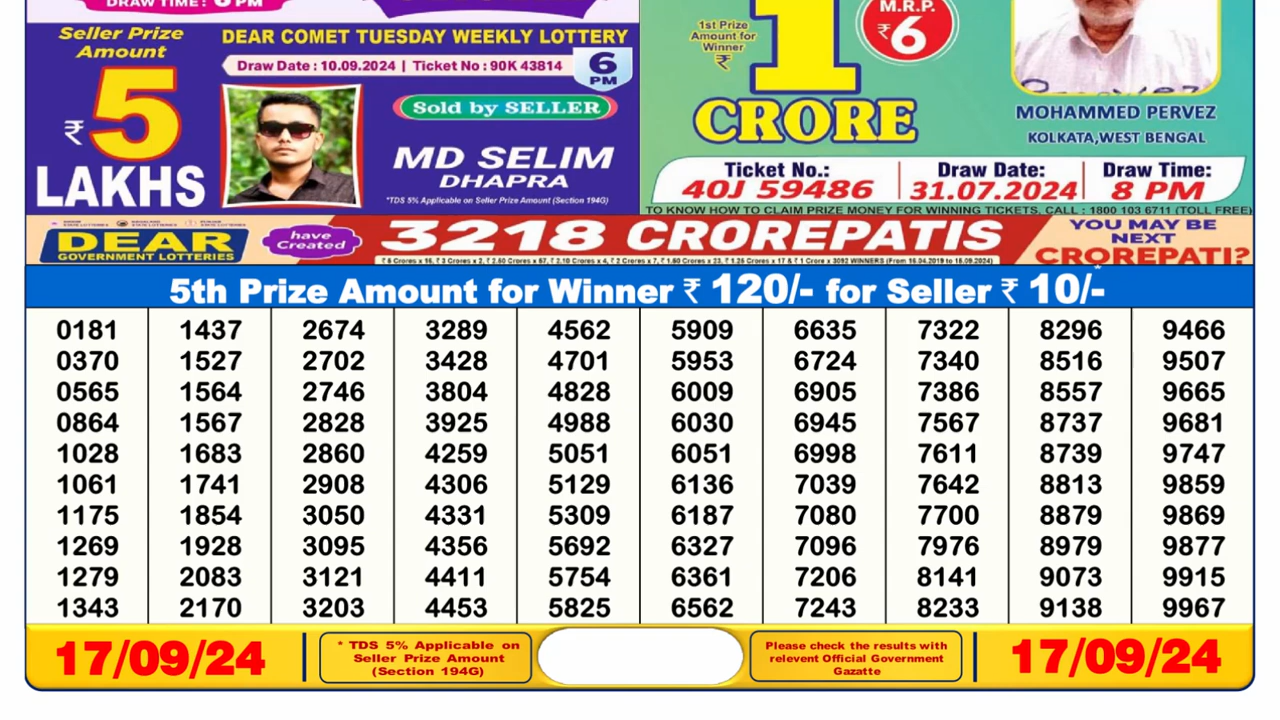 DRAW TIME : 6 PM
Seller Prize
Amount
₹ 5
LAKHS
DEAR COMET TUESDAY WEEKLY LOTTERY
Draw Date : 10.09.2024 | Ticket No : 90K 43814
6
PM
Sold by SELLER
MD SELIM
DHAPRA
*TDS 5% Applicable on Seller Prize Amount (Section 194G)
1st Prize
Amount for
Winner
₹
1
CRORE
M.R.P.
₹6
MOHAMMED PERVEZ
KOLKATA,WEST BENGAL
Ticket No.: Draw Date: Draw Time:
40J 59486 31.07.2024 8 PM
TO KNOW HOW TO CLAIM PRIZE MONEY FOR WINNING TICKETS, CALL : 1800 103 6711 (TOLL FREE)
DEAR
GOVERNMENT LOTTERIES
have
Created
3218 CROREPATIS
YOU MAY BE
NEXT
CROREPATI?
5th Prize Amount for Winner ₹ 120/- for Seller ₹ 10/-*
0181 1437 2674 3289 4562 5909 6635 7322 8296 9466
0370 1527 2702 3428 4701 5953 6724 7340 8516 9507
0565 1564 2746 3804 4828 6009 6905 7386 8557 9665
0864 1567 2828 3925 4988 6030 6945 7567 8737 9681
1028 1683 2860 4259 5051 6051 6998 7611 8739 9747
1061 1741 2908 4306 5129 6136 7039 7642 8813 9859
1175 1854 3050 4331 5309 6187 7080 7700 8879 9869
1269 1928 3095 4356 5692 6327 7096 7976 8979 9877
1279 2083 3121 4411 5754 6361 7206 8141 9073 9915
1343 2170 3203 4453 5825 6562 7243 8233 9138 9967
17/09/24
* TDS 5% Applicable on
Seller Prize Amount
(Section 194G)
Please check the results with
relevent Official Government
Gazatte
17/09/24